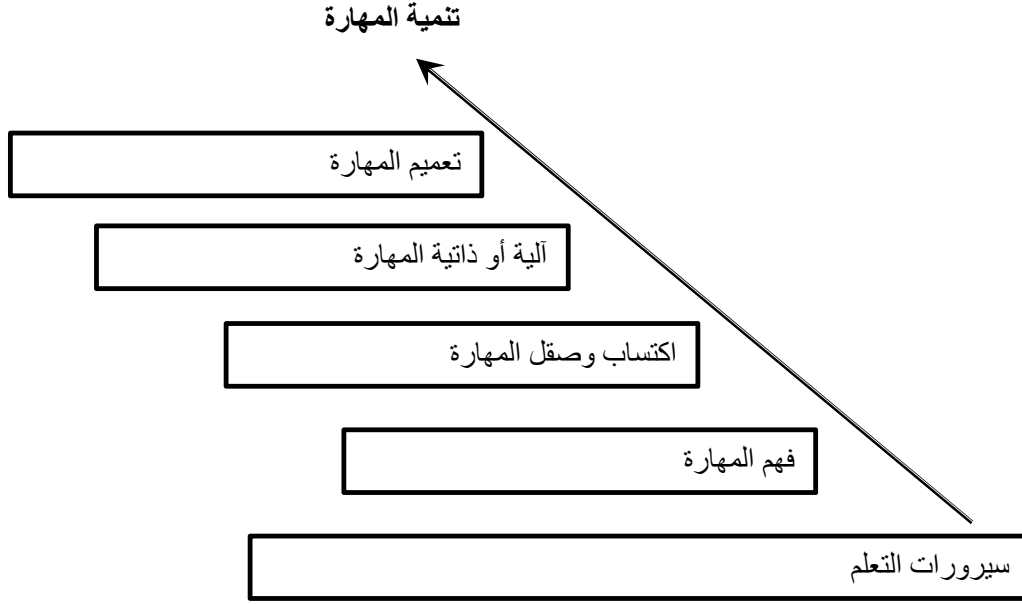 تنمية المهارة
تعميم المهارة
آلية أو ذاتية المهارة
اكتساب وصقل المهارة
فهم المهارة
سيرورات التعلم